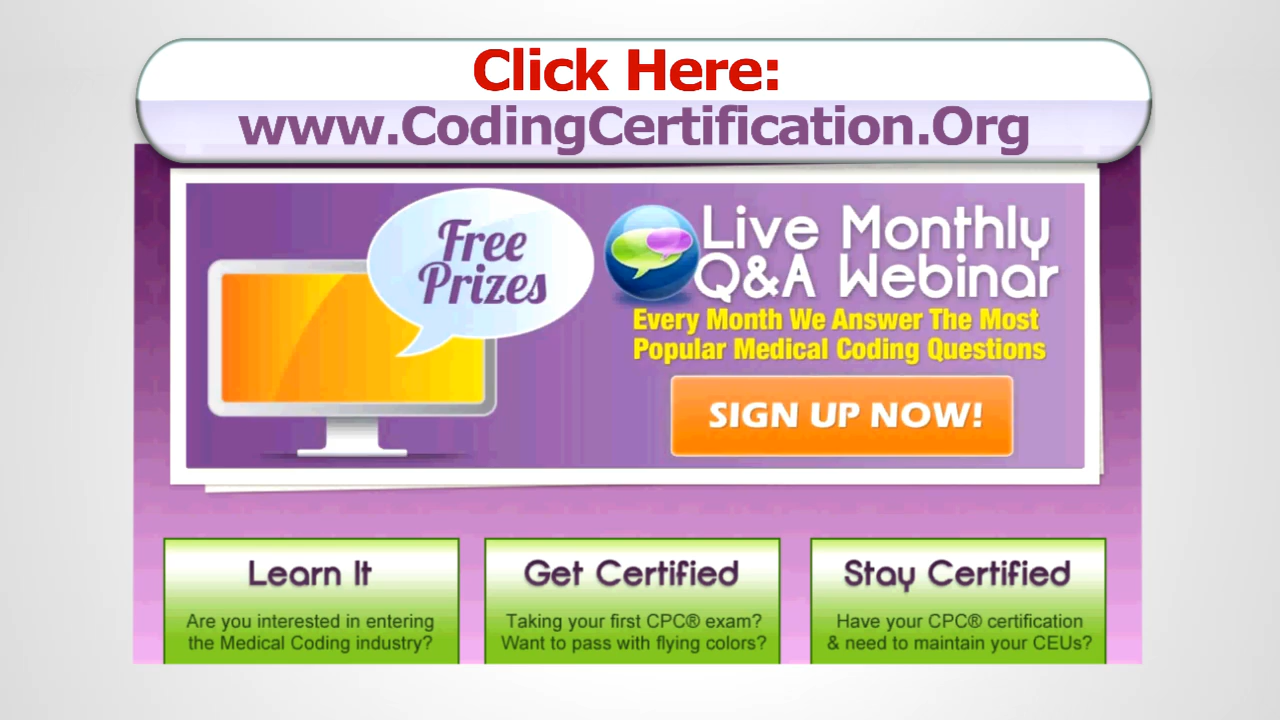 Click Here:
www.CodingCertification.Org
Free
Prizes
Live Monthly
Q&A Webinar
Every Month We Answer The Most
Popular Medical Coding Questions
SIGN UP NOW!
Learn It
Are you interested in entering
the Medical Coding industry?
Get Certified
Taking your first CPC® exam?
Want to pass with flying colors?
Stay Certified
Have your CPC® certification
& need to maintain your CEUs?